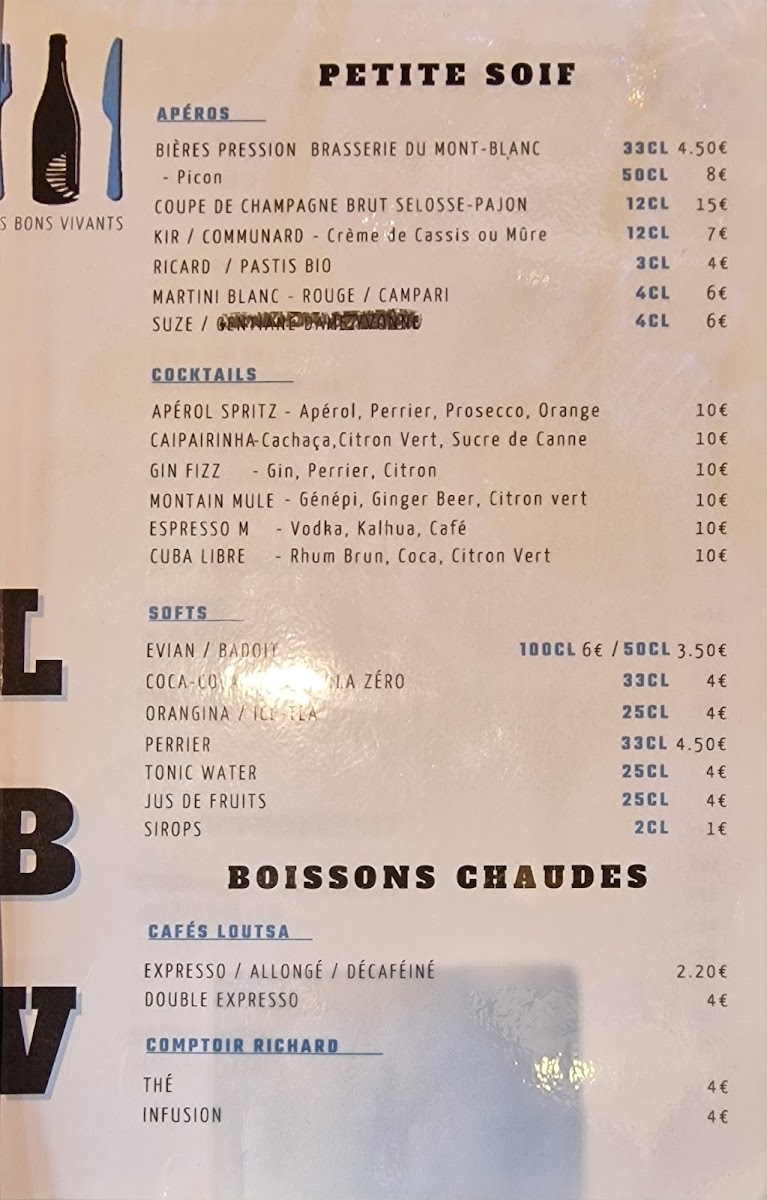 PETITE SOIF
APÉROS
BIÈRES PRESSION BRASSERIE DU MONT-BLANC 33CL 4.50€
- Picon 50CL 8€
COUPE DE CHAMPAGNE BRUT SELOSSE-PAJON 12CL 15€
S BONS VIVANTS
KIR / COMMUNARD - Crème de Cassis ou Mûre 12CL 7€
RICARD / PASTIS BIO 3CL 4€
MARTINI BLANC - ROUGE / CAMPARI 4CL 6€
SUZE / 4CL 6€
COCKTAILS
APÉROL SPRITZ - Apérol, Perrier, Prosecco, Orange 10€
CAIPAIRINHA-Cachaça,Citron Vert, Sucre de Canne 10€
GIN FIZZ - Gin, Perrier, Citron 10€
MONTAIN MULE - Génépi, Ginger Beer, Citron vert 10€
ESPRESSO M - Vodka, Kalhua, Café 10€
CUBA LIBRE - Rhum Brun, Coca, Citron Vert 10€
SOFTS
EVIAN / BADOIT 100CL 6€ / 50CL 3.50€
COCA-COLA ZÉRO 33CL 4€
ORANGINA / ICE-TEA 25CL 4€
PERRIER 33CL 4.50€
TONIC WATER 25CL 4€
JUS DE FRUITS 25CL 4€
SIROPS 2CL 1€
BOISSONS CHAUDES
CAFÉS LOUTSA
EXPRESSO / ALLONGÉ / DÉCAFÉINÉ 2.20€
DOUBLE EXPRESSO 4€
COMPTOIR RICHARD
THÉ 4€
INFUSION 4€
L
B
V